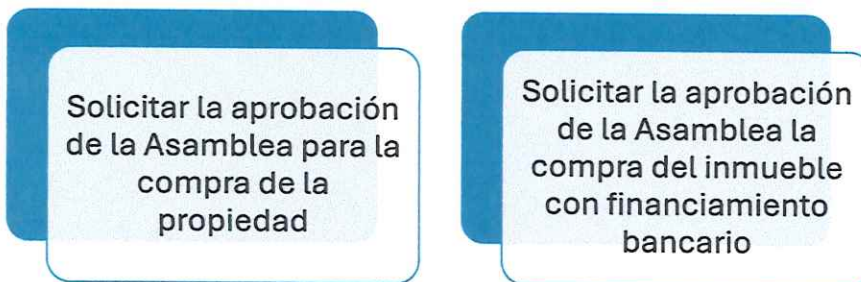 Solicitar la aprobación
de la Asamblea para la
compra de la
propiedad
Solicitar la aprobación
de la Asamblea la
compra del inmueble
con financiamiento
bancario